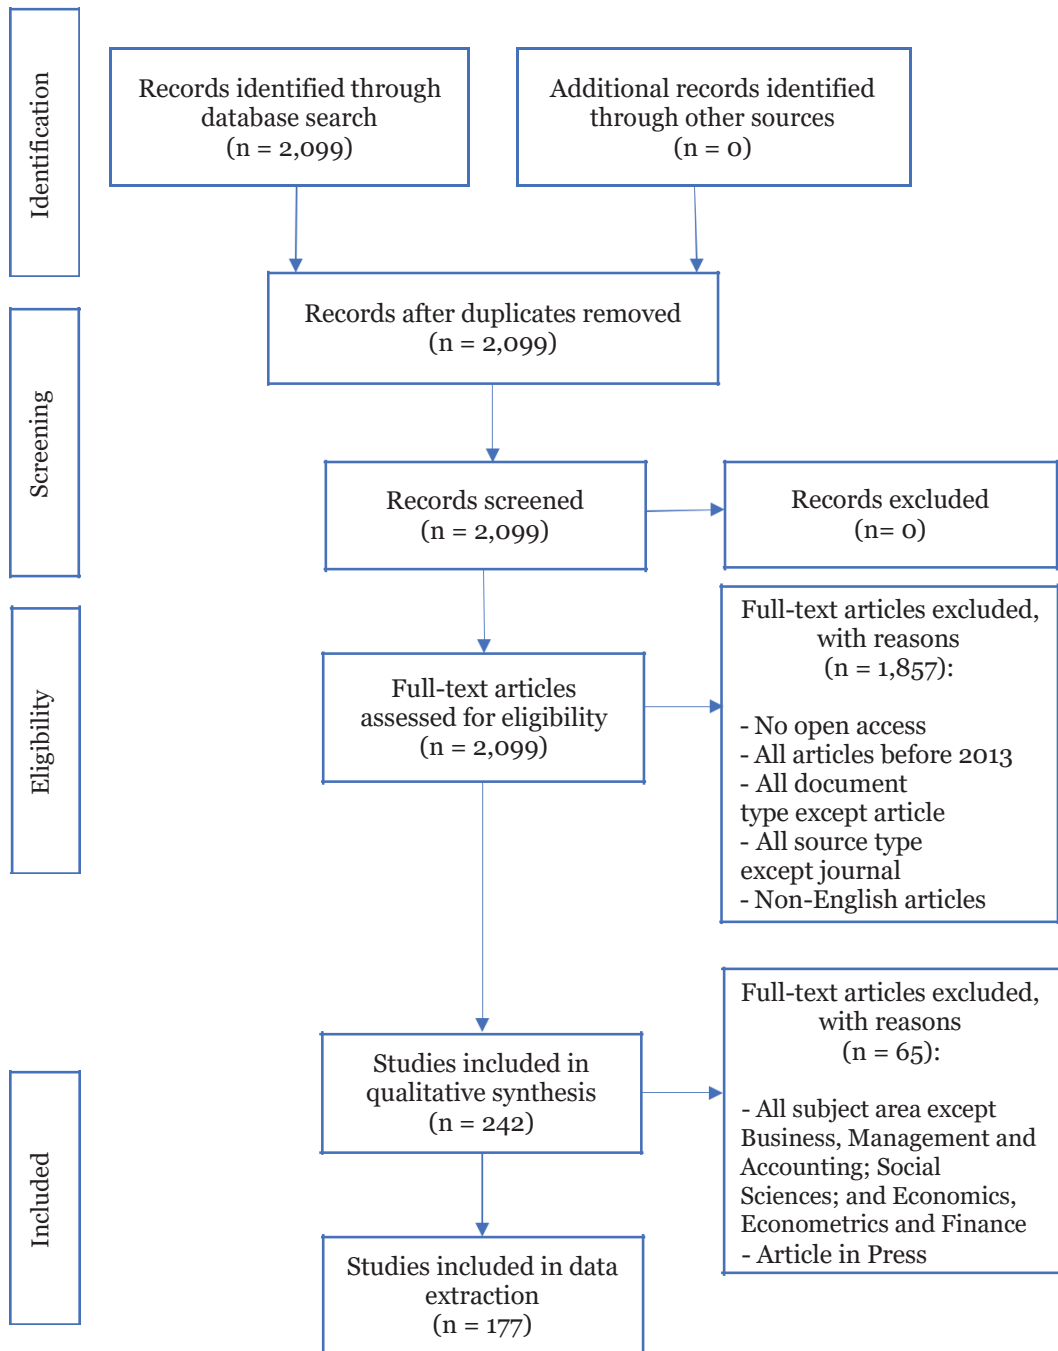 Identification
Records identified through
database search
(n = 2,099)
Additional records identified
through other sources
(n = 0)
Records after duplicates removed
(n = 2,099)
Screening
Records screened
(n = 2,099)
Records excluded
(n= 0)
Eligibility
Full-text articles
assessed for eligibility
(n = 2,099)
Full-text articles excluded,
with reasons
(n = 1,857):
- No open access
- All articles before 2013
- All document
type except article
- All source type
except journal
- Non-English articles
Included
Studies included in
qualitative synthesis
(n = 242)
Full-text articles excluded,
with reasons
(n = 65):
- All subject area except
Business, Management and
Accounting; Social
Sciences; and Economics,
Econometrics and Finance
- Article in Press
Studies included in data
extraction
(n = 177)